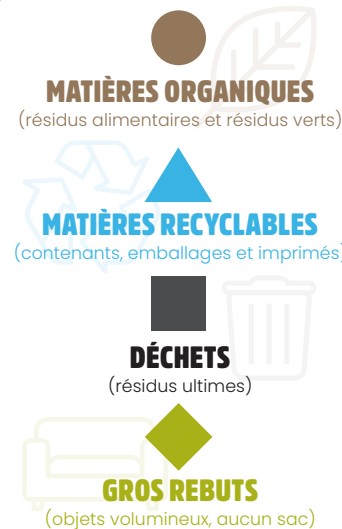 MATIÈRES ORGANIQUES
(résidus alimentaires et résidus verts)
MATIÈRES RECYCLABLES
(contenants, emballages et imprimés)
DÉCHETS
(résidus ultimes)
GROS REBUTS
(objets volumineux, aucun sac)